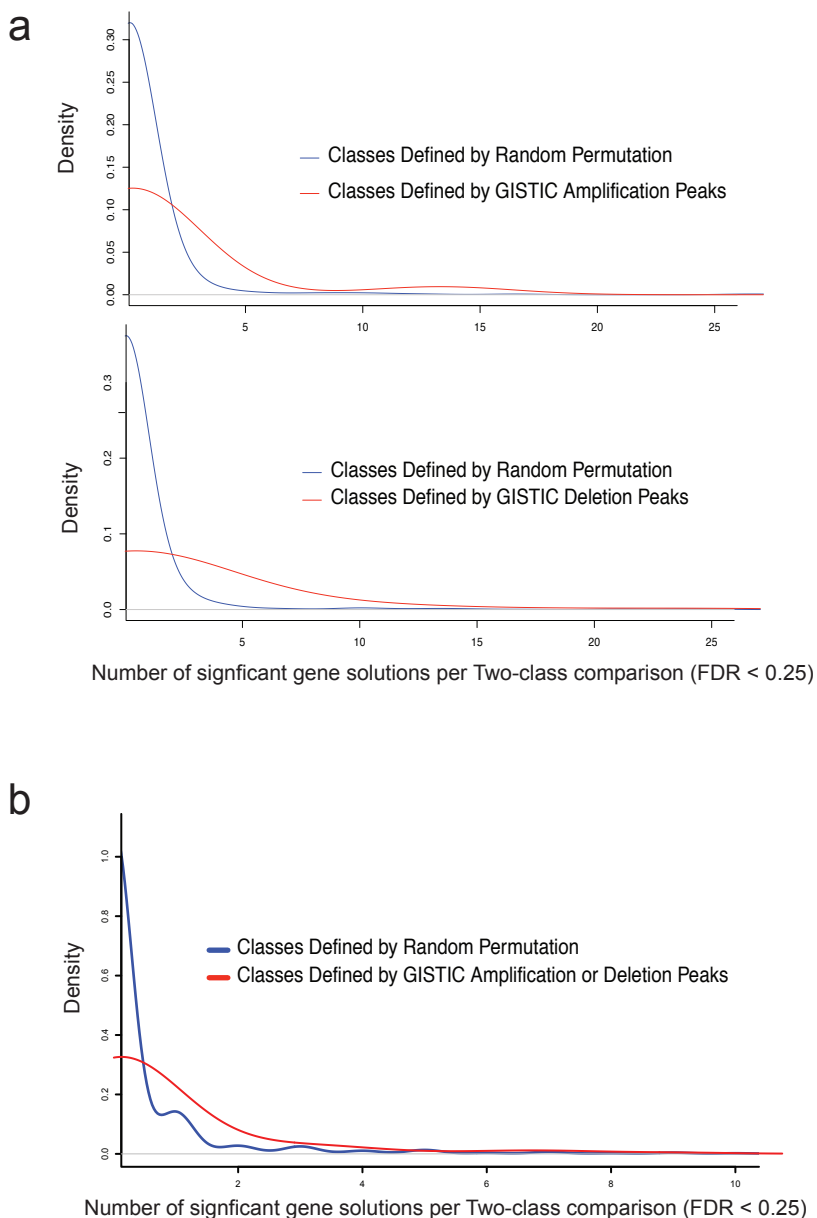 a
Density
0.30
0.25
0.20
0.15
0.10
0.05
0.00
Classes Defined by Random Permutation
Classes Defined by GISTIC Amplification Peaks
5 10 15 20 25
Density
0.3
0.2
0.1
0.0
Classes Defined by Random Permutation
Classes Defined by GISTIC Deletion Peaks
5 10 15 20 25
Number of signficant gene solutions per Two-class comparison (FDR < 0.25)
b
Density
1.0
0.8
0.6
0.4
0.2
0.0
Classes Defined by Random Permutation
Classes Defined by GISTIC Amplification or Deletion Peaks
2 4 6 8 10
Number of signficant gene solutions per Two-class comparison (FDR < 0.25)